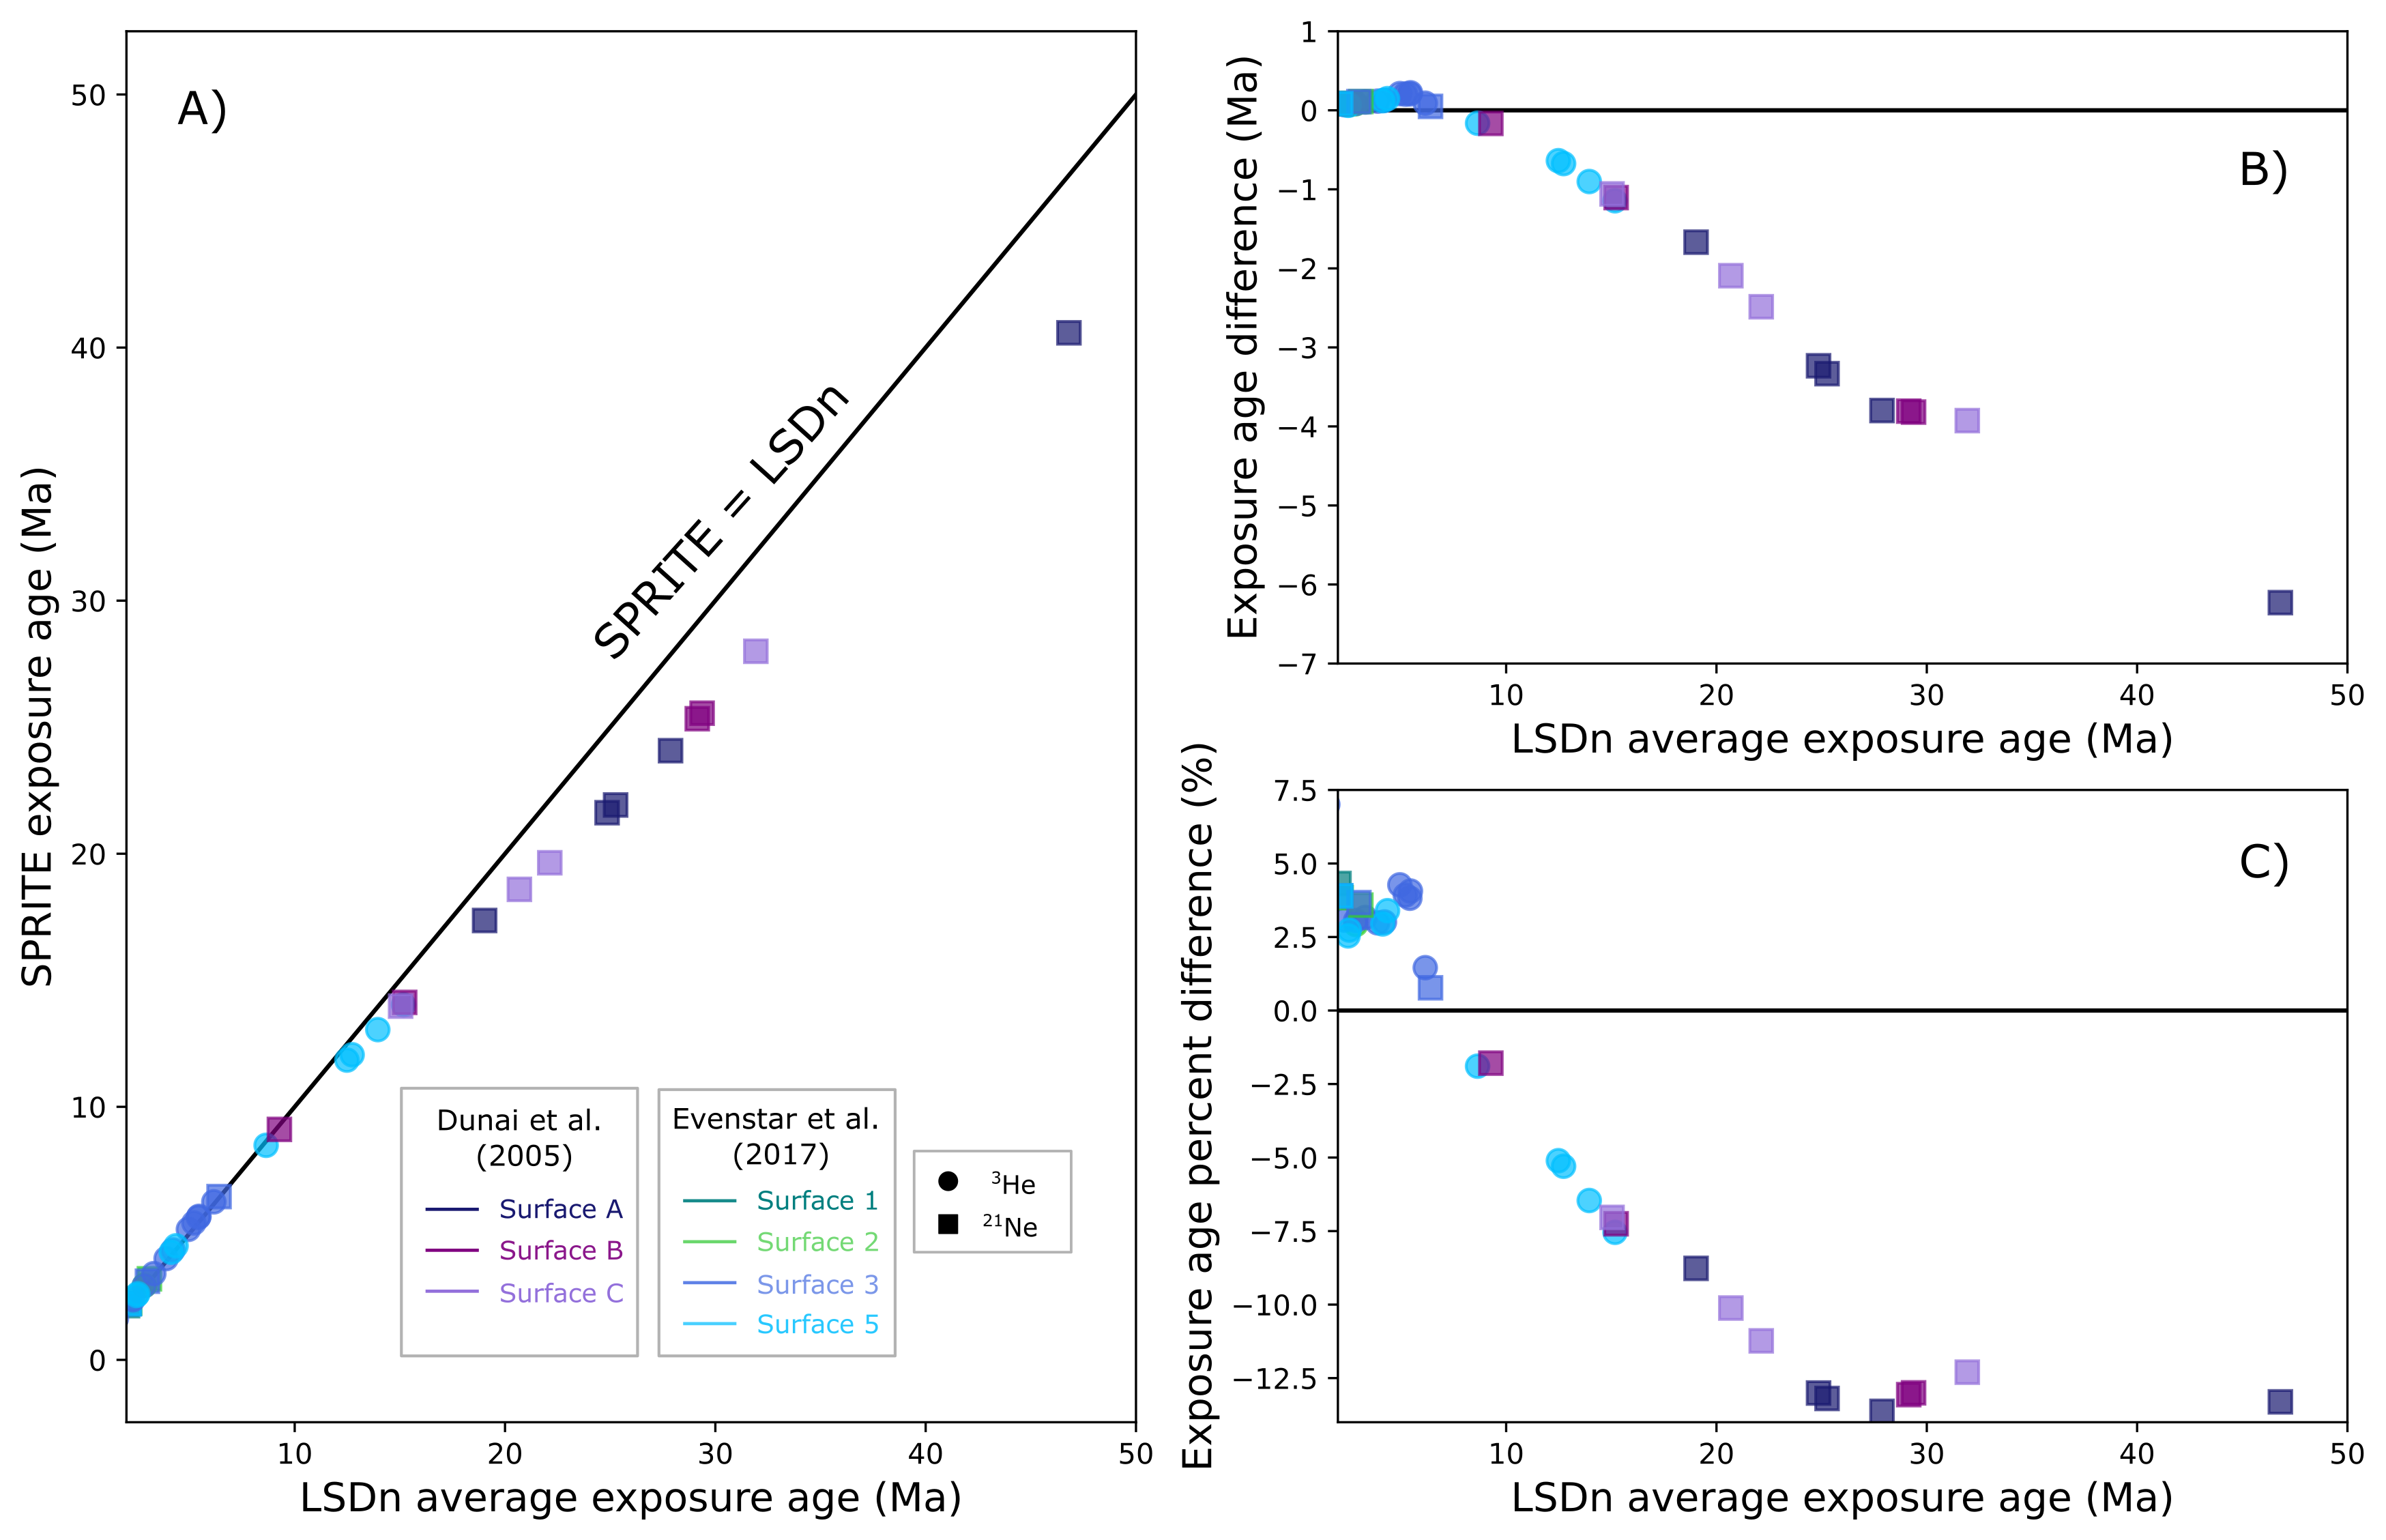 A)
SPRITE exposure age (Ma)
50
40
30
20
10
0
SPRITE = LSDn
Dunai et al.
(2005)
Surface A
Surface B
Surface C
Evenstar et al.
(2017)
Surface 1
Surface 2
Surface 3
Surface 5
³He
²¹Ne
10 20 30 40 50
LSDn average exposure age (Ma)
B)
Exposure age difference (Ma)
1
0
−1
−2
−3
−4
−5
−6
−7
10 20 30 40 50
LSDn average exposure age (Ma)
C)
Exposure age percent difference (%)
7.5
5.0
2.5
0.0
−2.5
−5.0
−7.5
−10.0
−12.5
10 20 30 40 50
LSDn average exposure age (Ma)